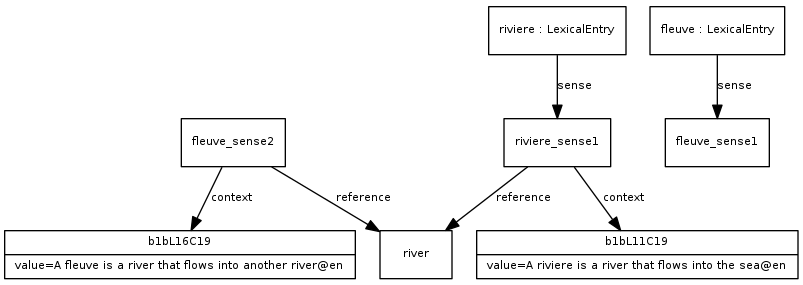 riviere : LexicalEntry
fleuve : LexicalEntry
sense
sense
fleuve_sense2
riviere_sense1
fleuve_sense1
context
reference
reference
context
b1bL16C19
value=A fleuve is a river that flows into another river@en
river
b1bL11C19
value=A riviere is a river that flows into the sea@en